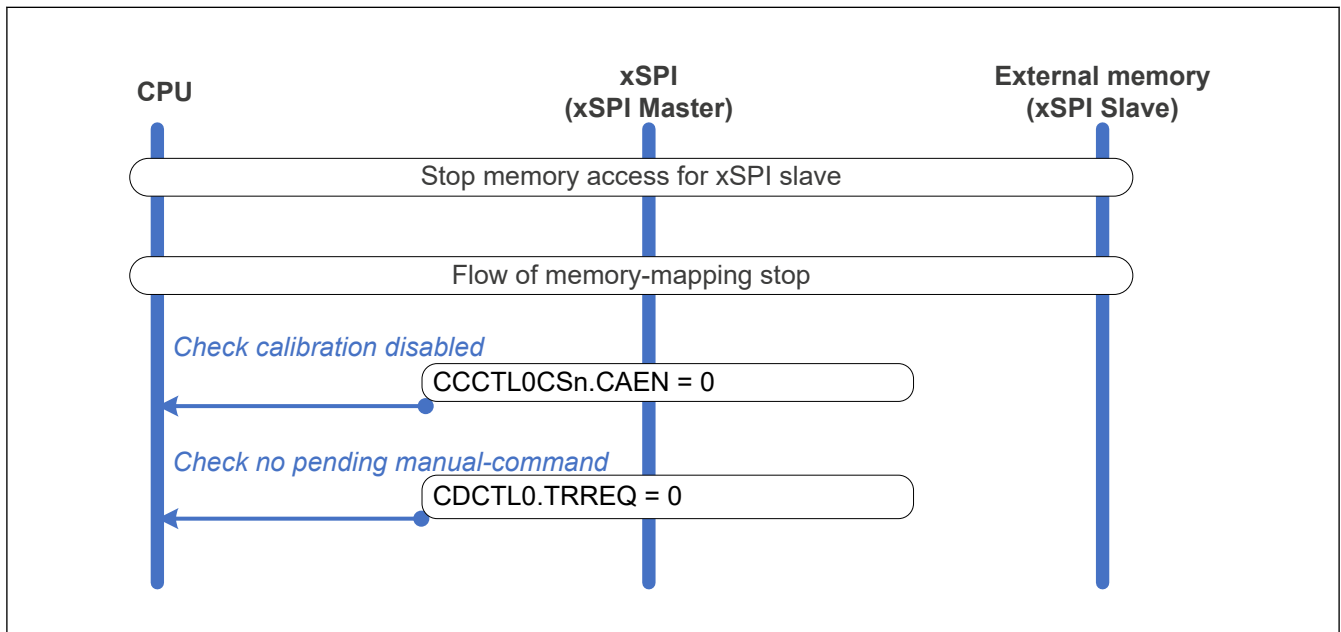 CPU
xSPI
(xSPI Master)
External memory
(xSPI Slave)
Stop memory access for xSPI slave
Flow of memory-mapping stop
Check calibration disabled
CCCTL0CSn.CAEN = 0
Check no pending manual-command
CDCTL0.TRREQ = 0